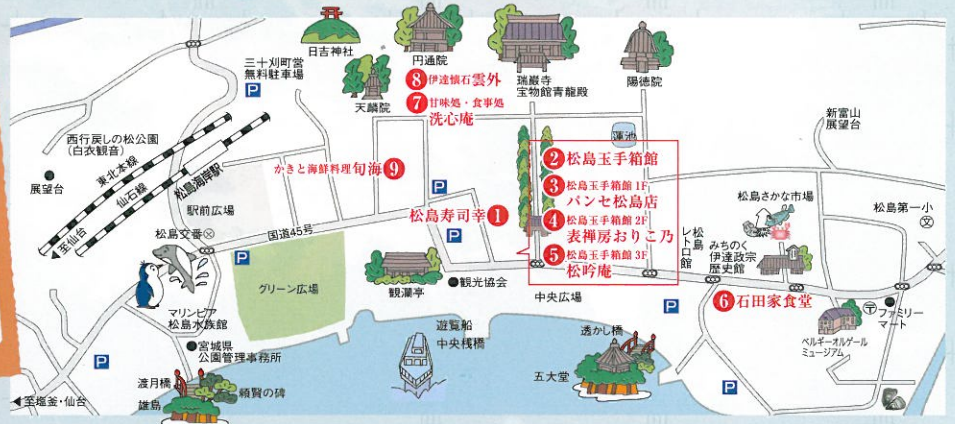 日吉神社
円通院
瑞巌寺
宝物館青龍殿
陽徳院
三十刈町営
無料駐車場
P
天麟院
8 伊達懐石 雲外
7 甘味処・食事処
洗心庵
新富山
展望台
蓮池
西行戻しの松公園
(白衣観音)
展望台
東北本線
仙石線
松島海岸駅
▲至仙台
駅前広場
かきと海鮮料理 旬海 9
P
2 松島玉手箱館
3 松島玉手箱館 1F
パンセ松島店
4 松島玉手箱館 2F
表禅房おりこ乃
5 松島玉手箱館 3F
松吟庵
松島寿司幸 1
P
松島さかな市場
松島第一小
文
松島交番
国道45号
P
松島レトロ館
みちのく
伊達政宗
歴史館
グリーン広場
観瀾亭
観光協会
中央広場
P
6 石田家食堂
ファミリー
マート
ベルギーオルゲール
ミュージアム
マリンピア
松島水族館
宮城県
公園管理事務所
遊覧船
中央桟橋
透かし橋
五大堂
P
P
渡月橋
雄島
頼賢の碑
◀至塩釜・仙台